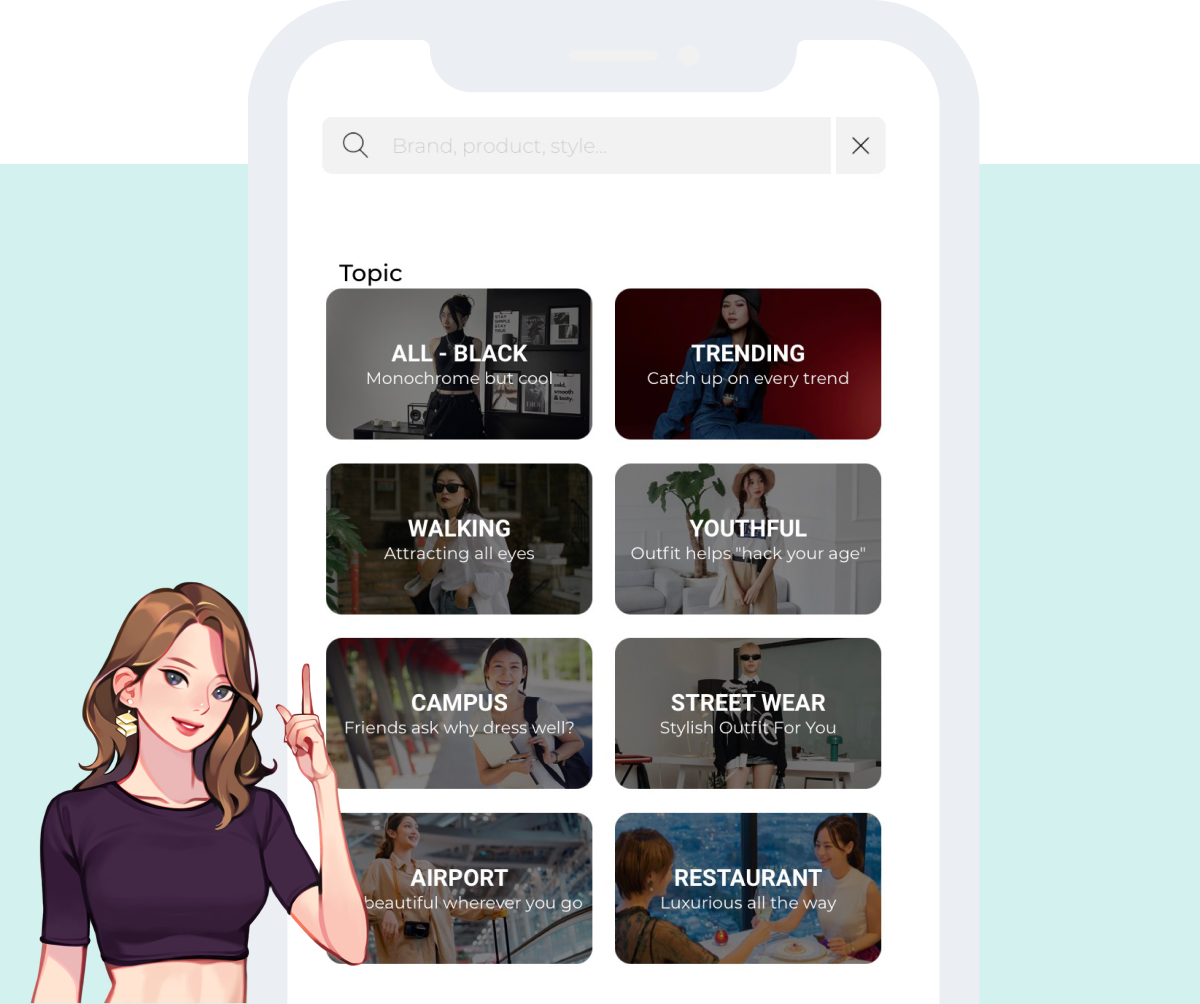 Brand, product, style...
Topic
ALL - BLACK
Monochrome but cool
TRENDING
Catch up on every trend
WALKING
Attracting all eyes
YOUTHFUL
Outfit helps "hack your age"
CAMPUS
Friends ask why dress well?
STREET WEAR
Stylish Outfit For You
AIRPORT
beautiful wherever you go
RESTAURANT
Luxurious all the way